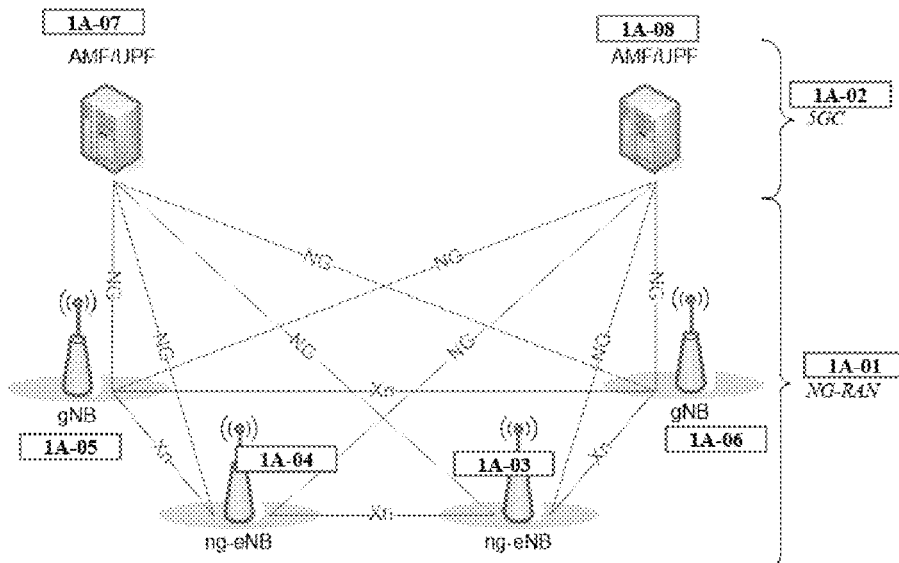 1A-07
1A-08
AMF/UPF
AMF/UPF
1A-02
5GC
NG
NG
NG
NG
NG
NG
NG
NG
1A-01
NG-RAN
Xn
gNB
gNB
1A-05
1A-06
Xn
Xn
1A-04
1A-03
Xn
ng-eNB
ng-eNB